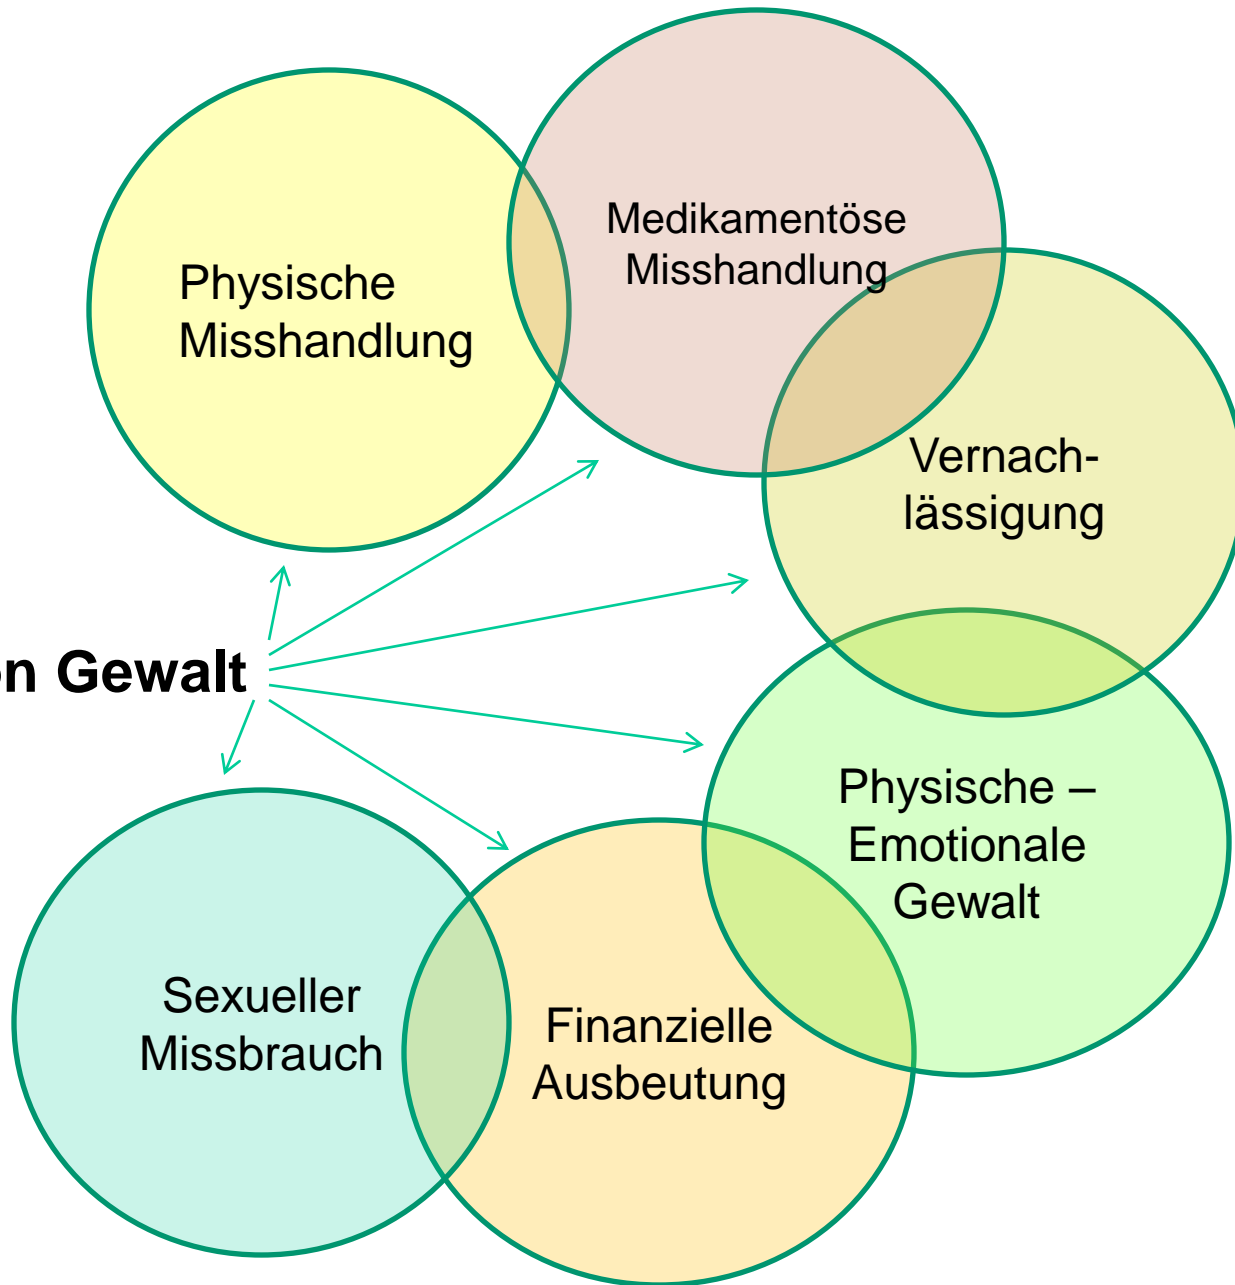 Medikamentöse
Misshandlung
Physische
Misshandlung
Vernach-
lässigung
n Gewalt
Physische –
Emotionale
Gewalt
Sexueller
Missbrauch
Finanzielle
Ausbeutung